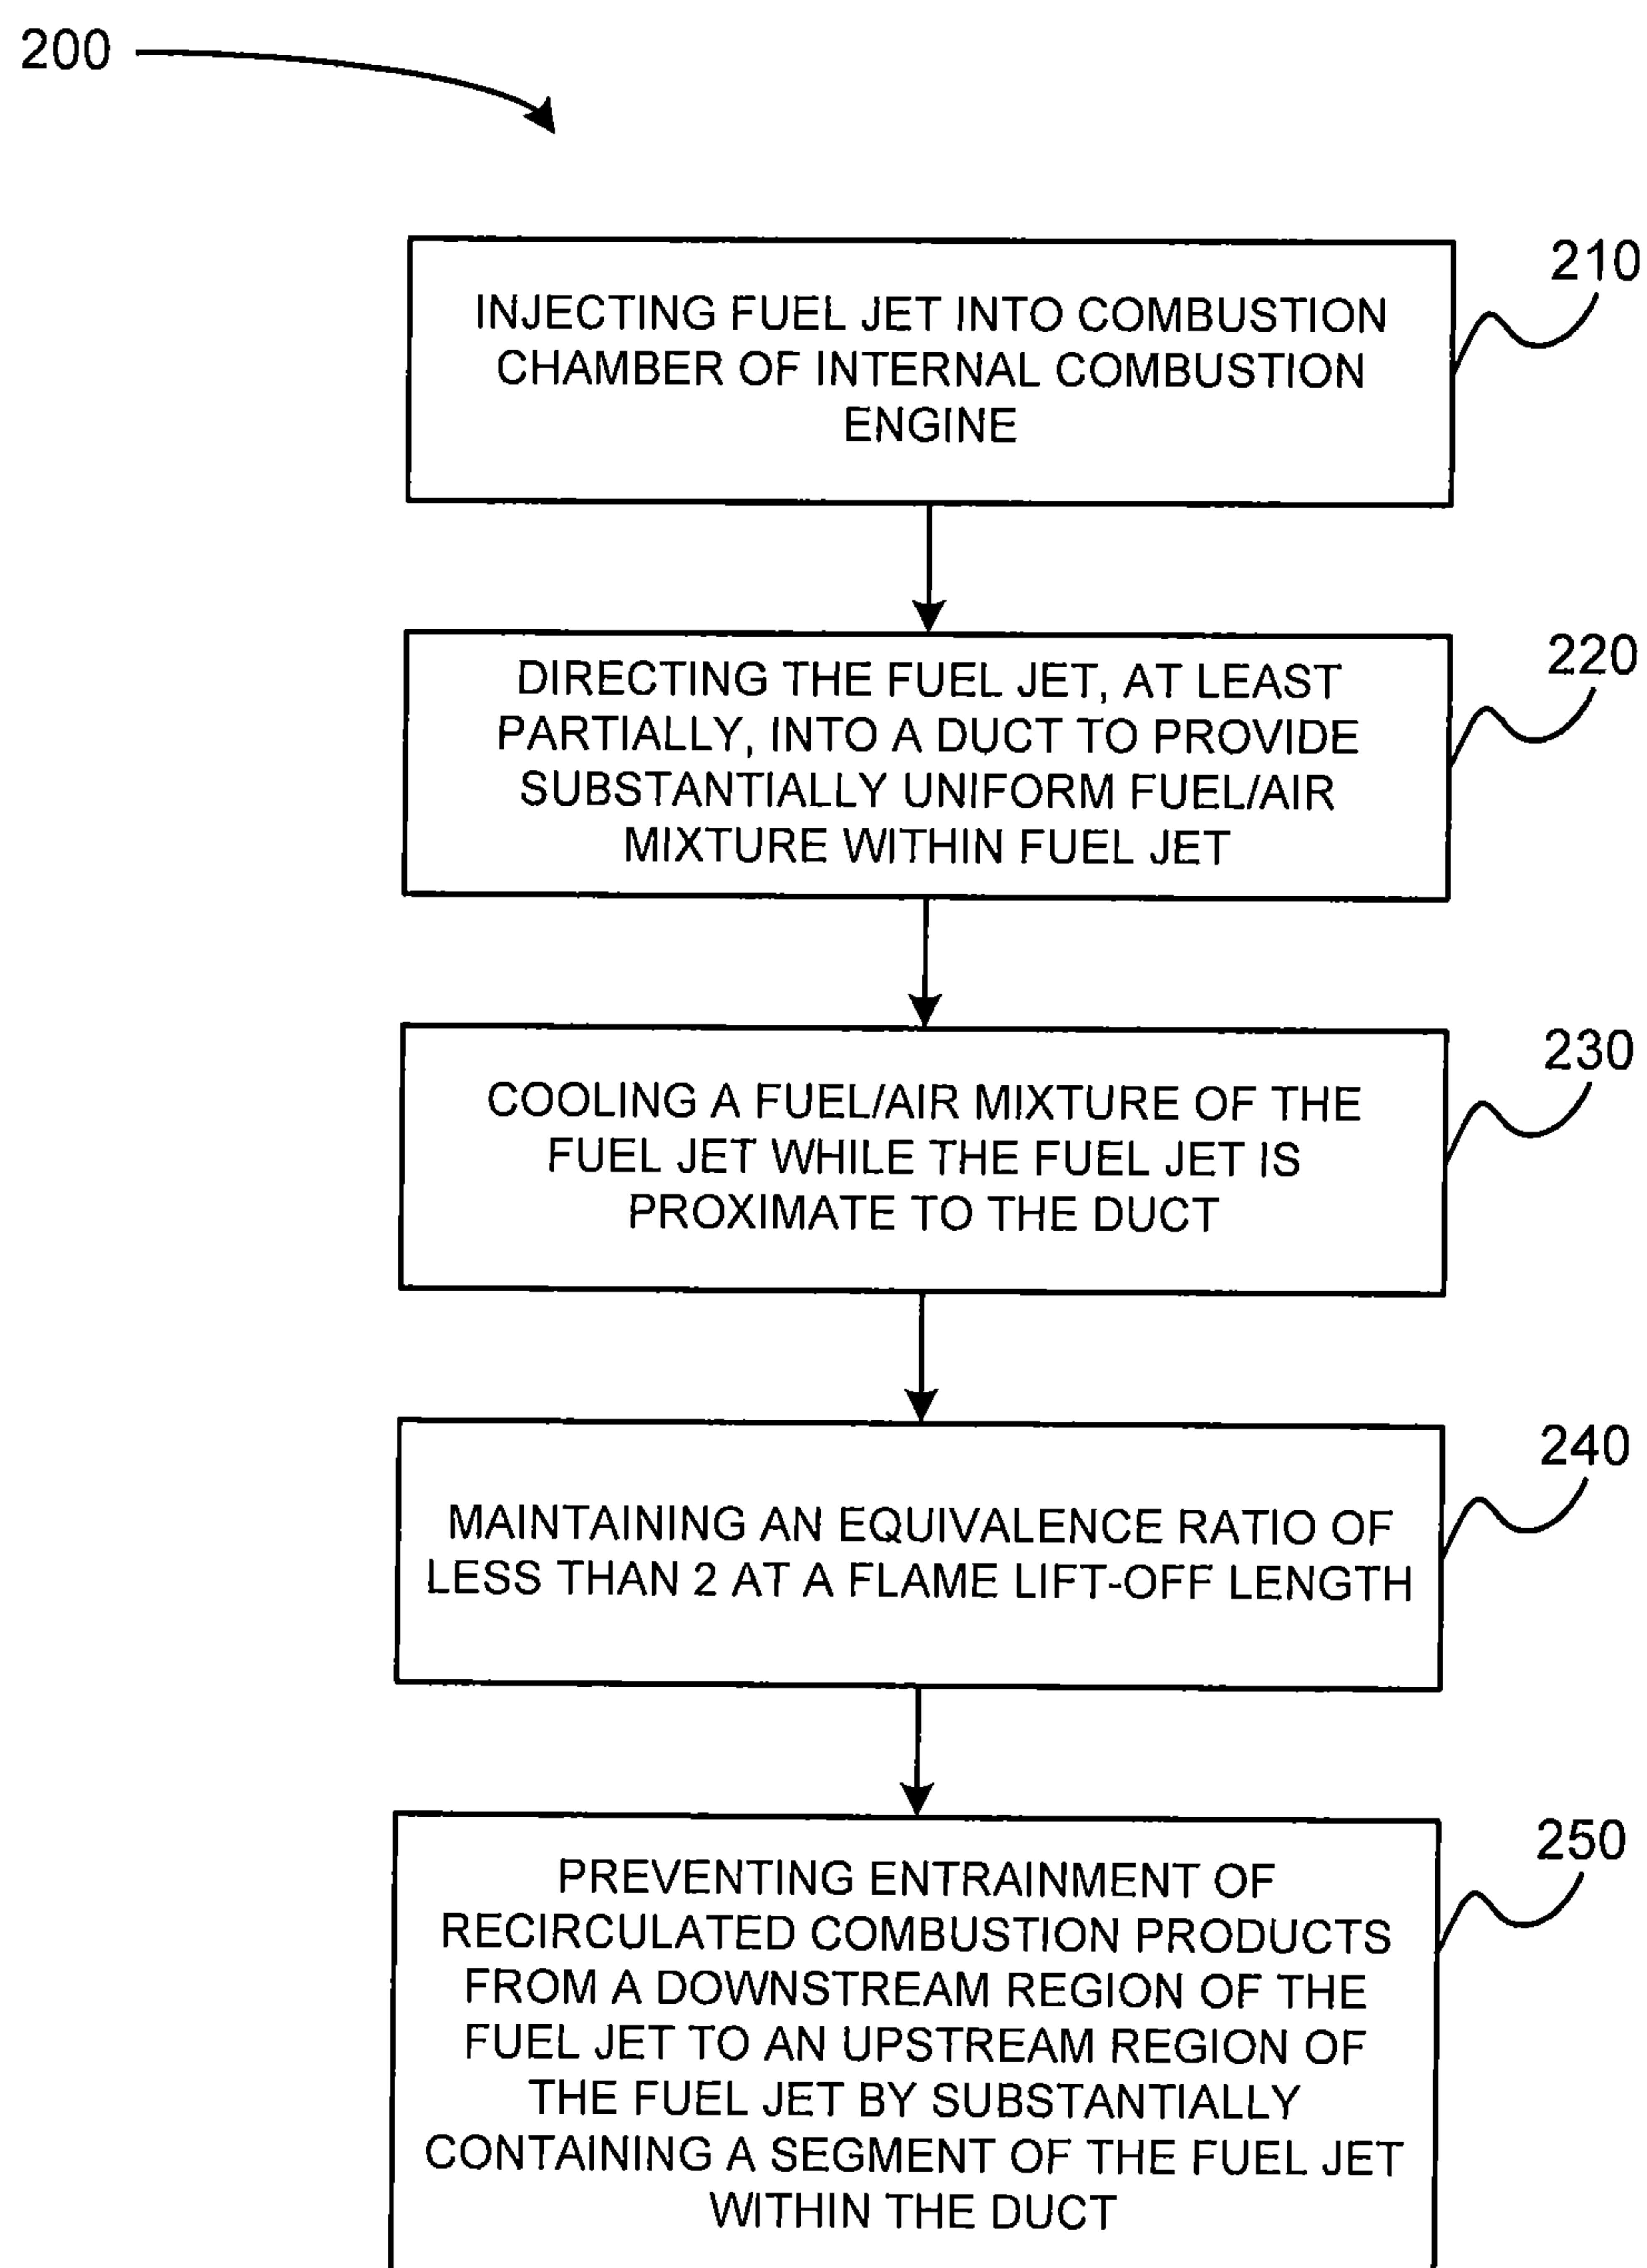 200
210
INJECTING FUEL JET INTO COMBUSTION
CHAMBER OF INTERNAL COMBUSTION
ENGINE
220
DIRECTING THE FUEL JET, AT LEAST
PARTIALLY, INTO A DUCT TO PROVIDE
SUBSTANTIALLY UNIFORM FUEL/AIR
MIXTURE WITHIN FUEL JET
230
COOLING A FUEL/AIR MIXTURE OF THE
FUEL JET WHILE THE FUEL JET IS
PROXIMATE TO THE DUCT
240
MAINTAINING AN EQUIVALENCE RATIO OF
LESS THAN 2 AT A FLAME LIFT-OFF LENGTH
250
PREVENTING ENTRAINMENT OF
RECIRCULATED COMBUSTION PRODUCTS
FROM A DOWNSTREAM REGION OF THE
FUEL JET TO AN UPSTREAM REGION OF
THE FUEL JET BY SUBSTANTIALLY
CONTAINING A SEGMENT OF THE FUEL JET
WITHIN THE DUCT